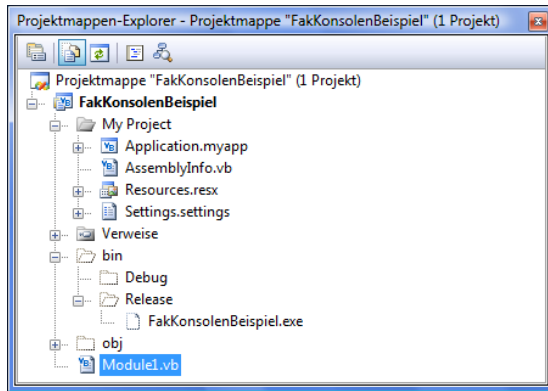 Projektmappen-Explorer - Projektmappe "FakKonsolenBeispiel" (1 Projekt)
Projektmappe "FakKonsolenBeispiel" (1 Projekt)
FakKonsolenBeispiel
My Project
Application.myapp
AssemblyInfo.vb
Resources.resx
Settings.settings
Verweise
bin
Debug
Release
FakKonsolenBeispiel.exe
obj
Module1.vb